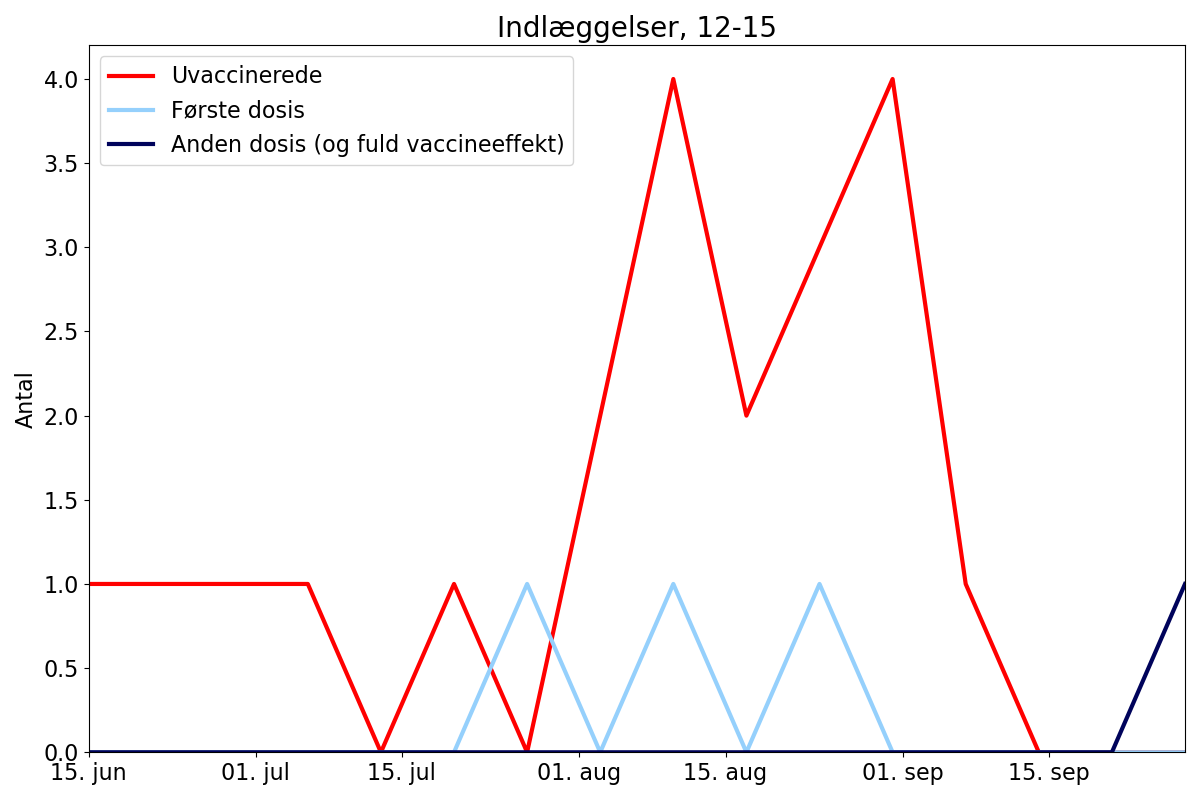 Indlæggelser, 12-15
Uvaccinerede
Første dosis
Anden dosis (og fuld vaccineeffekt)
Antal
4.0
3.5
3.0
2.5
2.0
1.5
1.0
0.5
0.0
15. jun 01. jul 15. jul 01. aug 15. aug 01. sep 15. sep